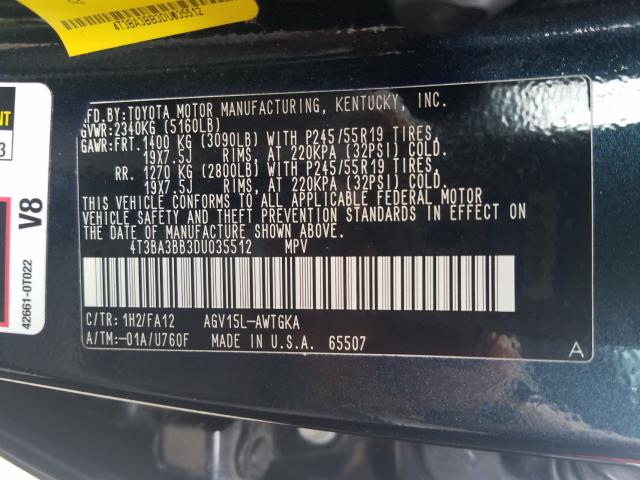 4T3BA3BB3DU035512
MFD.BY:TOYOTA MOTOR MANUFACTURING, KENTUCKY, INC.
GVWR:2340KG (5160LB)
GAWR:FRT. 1400 KG (3090LB) WITH P245/55R19 TIRES,
19X7.5J RIMS, AT 220KPA (32PSI) COLD.
RR. 1270 KG (2800LB) WITH P245/55R19 TIRES,
19X7.5J RIMS, AT 220KPA (32PSI) COLD.
THIS VEHICLE CONFORMS TO ALL APPLICABLE FEDERAL MOTOR
VEHICLE SAFETY AND THEFT PREVENTION STANDARDS IN EFFECT
ON THE DATE OF MANUFACTURE SHOWN ABOVE.
4T3BA3BB3DU035512 MPV
C/TR: 1H2/FA12 AGV15L-AWTGKA
A/TM:-01A/U760F MADE IN U.S.A. 65507
A
V8
42661-0T022